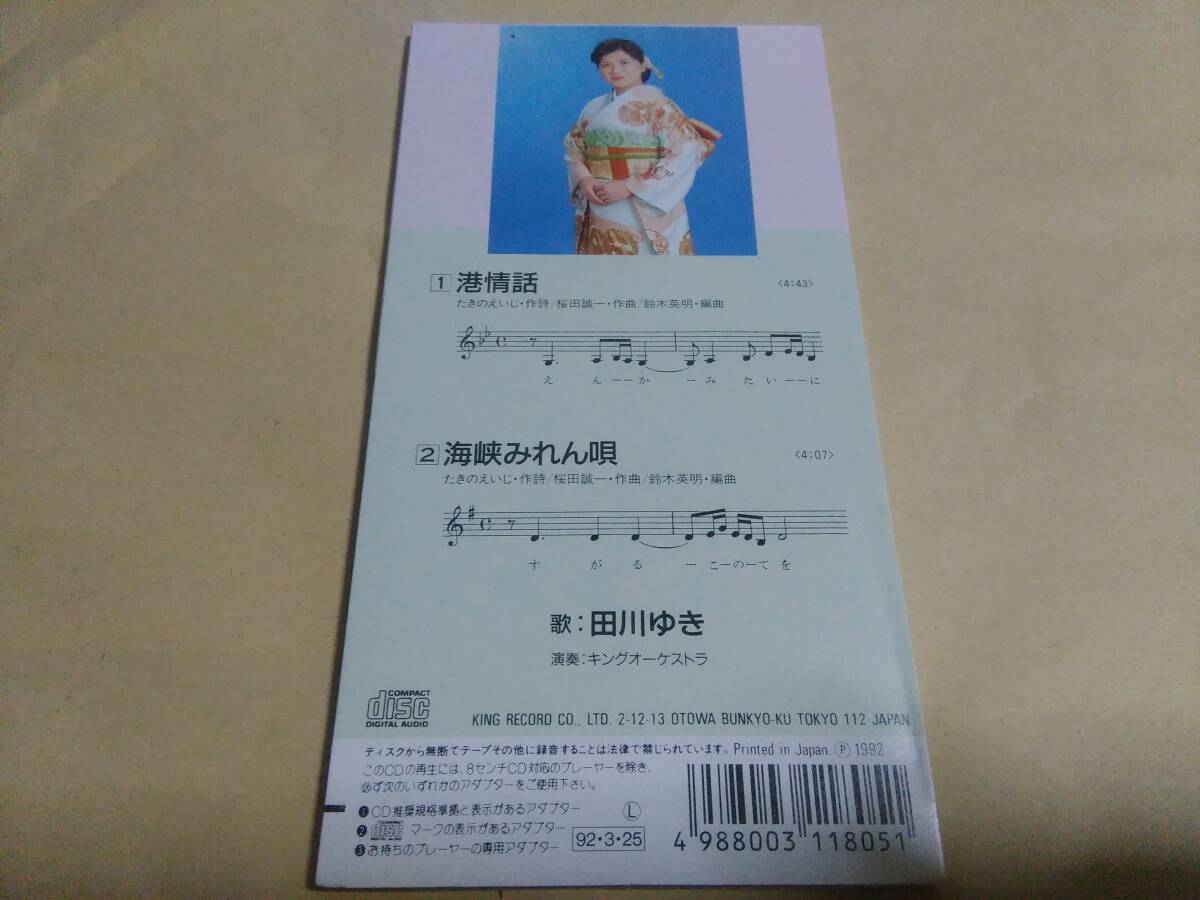 1 港情話 〈4:43〉
たきのえいじ・作詩/桜田誠一・作曲/鈴木英明・編曲
え ん ーー か ー み た い ーー に
2 海峡みれん唄 〈4:07〉
たきのえいじ・作詩/桜田誠一・作曲/鈴木英明・編曲
す が る ー こーのーて を
歌：田川ゆき
演奏：キングオーケストラ
COMPACT
disc
DIGITAL AUDIO
KING RECORD CO., LTD. 2-12-13 OTOWA BUNKYO-KU TOKYO 112 JAPAN
ディスクから無断でテープその他に録音することは法律で禁じられています。Printed in Japan. Ⓟ 1992
このCDの再生には、8センチCD対応のプレーヤーを除き、
必ず次のいずれかのアダプターをご使用下さい。
❶CD推奨規格準拠と表示があるアダプター
❷COMPACT disc DIGITAL AUDIO マークの表示があるアダプター
❸お持ちのプレーヤーの専用アダプター
Ⓛ
92・3・25
4 988003 118051